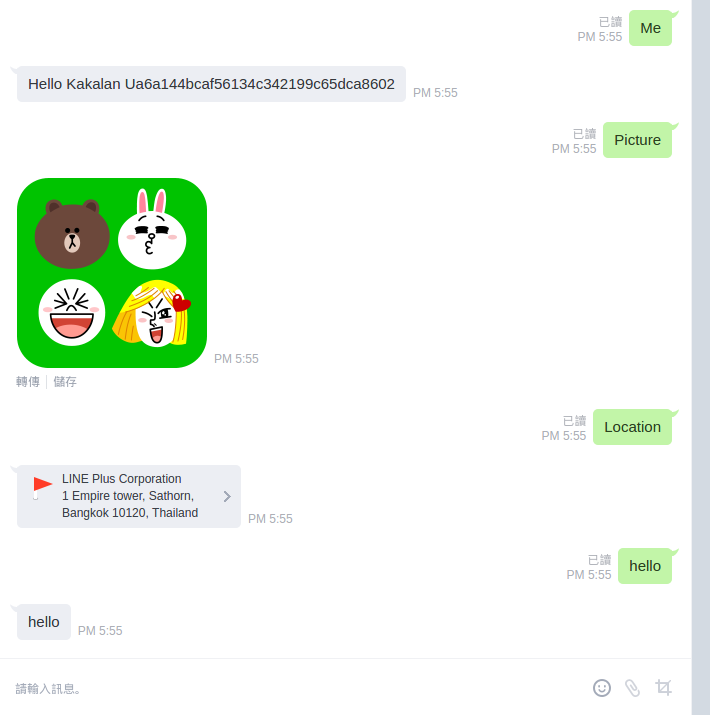 已讀
PM 5:55
Me
Hello Kakalan Ua6a144bcaf56134c342199c65dca8602
PM 5:55
已讀
PM 5:55
Picture
PM 5:55
轉傳
儲存
已讀
PM 5:55
Location
LINE Plus Corporation
1 Empire tower, Sathorn,
Bangkok 10120, Thailand
PM 5:55
已讀
PM 5:55
hello
hello
PM 5:55
請輸入訊息。